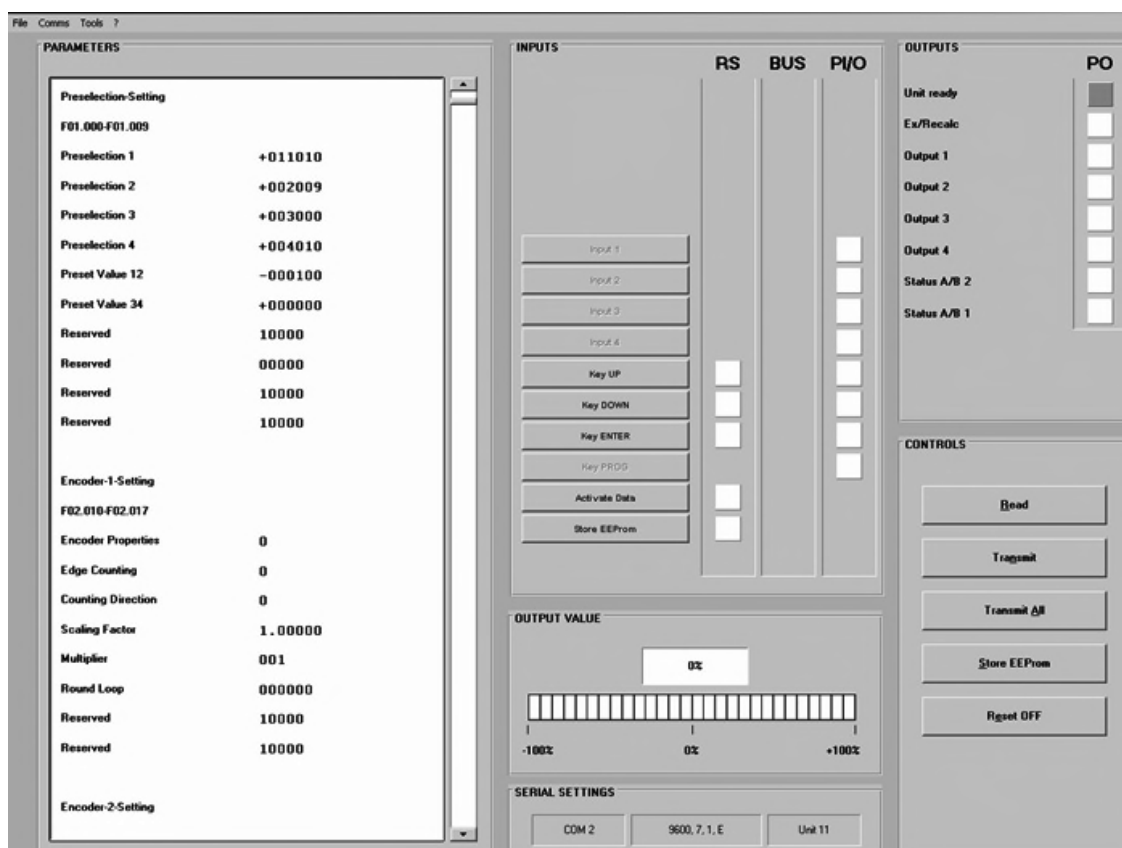 File Comms Tools ?
PARAMETERS
Preselection-Setting
F01.000-F01.009
Preselection 1 +011010
Preselection 2 +002009
Preselection 3 +003000
Preselection 4 +004010
Preset Value 12 -000100
Preset Value 34 +000000
Reserved 10000
Reserved 00000
Reserved 10000
Reserved 10000
Encoder-1-Setting
F02.010-F02.017
Encoder Properties 0
Edge Counting 0
Counting Direction 0
Scaling Factor 1.00000
Multiplier 001
Round Loop 000000
Reserved 10000
Reserved 10000
Encoder-2-Setting
INPUTS
RS BUS PI/O
Input 1
Input 2
Input 3
Input 4
Key UP
Key DOWN
Key ENTER
Key PROG
Activate Data
Store EEProm
OUTPUT VALUE
0%
-100% 0% +100%
SERIAL SETTINGS
COM 2 9600, 7, 1, E Unit 11
OUTPUTS
PO
Unit ready
Ex/Recalc
Output 1
Output 2
Output 3
Output 4
Status A/B 2
Status A/B 1
CONTROLS
Read
Transmit
Transmit All
Store EEProm
Reset OFF